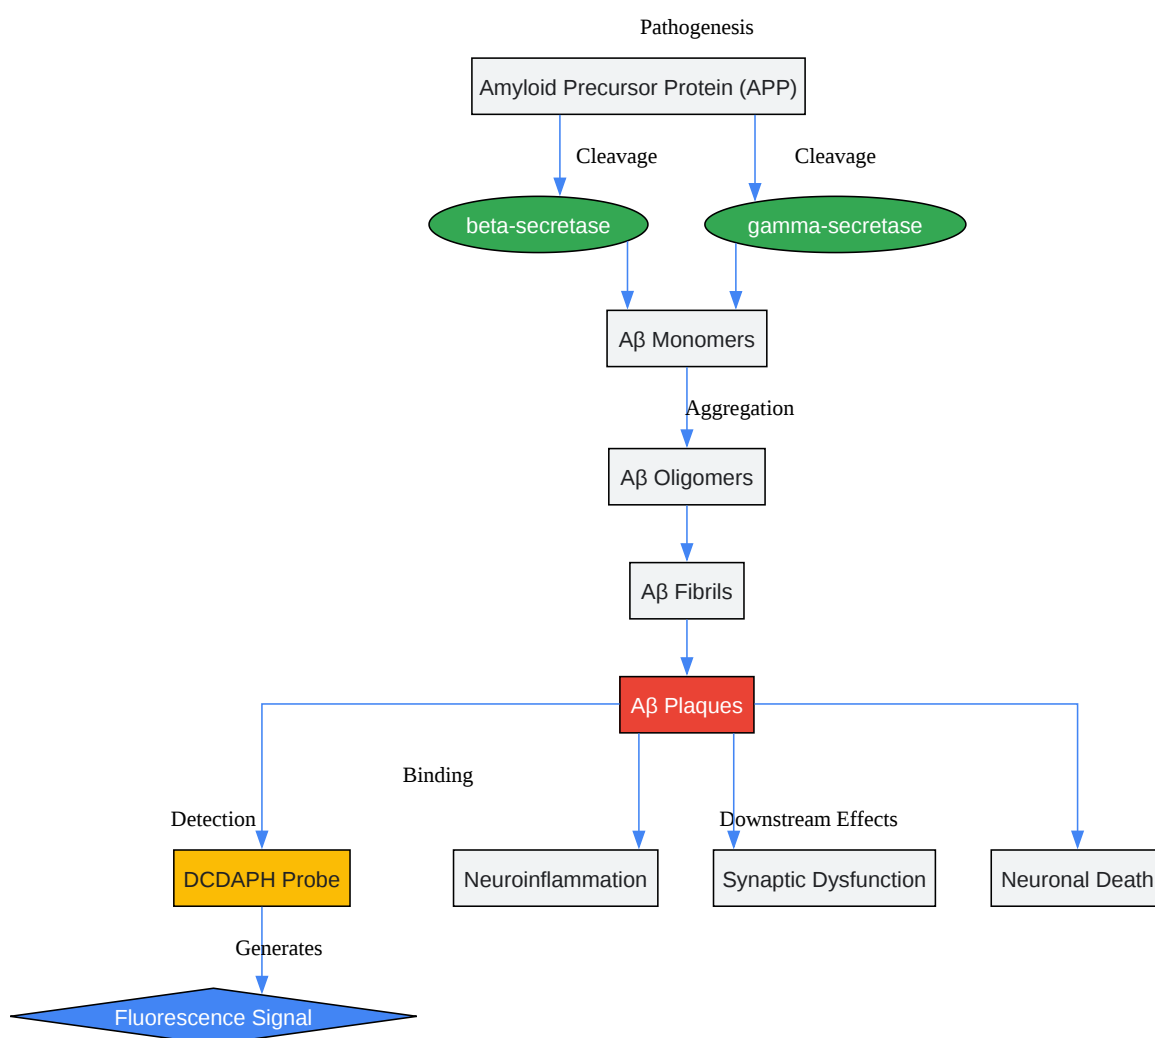 Pathogenesis
Amyloid Precursor Protein (APP)
Cleavage
Cleavage
beta-secretase
gamma-secretase
Aβ Monomers
Aggregation
Aβ Oligomers
Aβ Fibrils
Aβ Plaques
Binding
Detection
Downstream Effects
DCDAPH Probe
Neuroinflammation
Synaptic Dysfunction
Neuronal Death
Generates
Fluorescence Signal